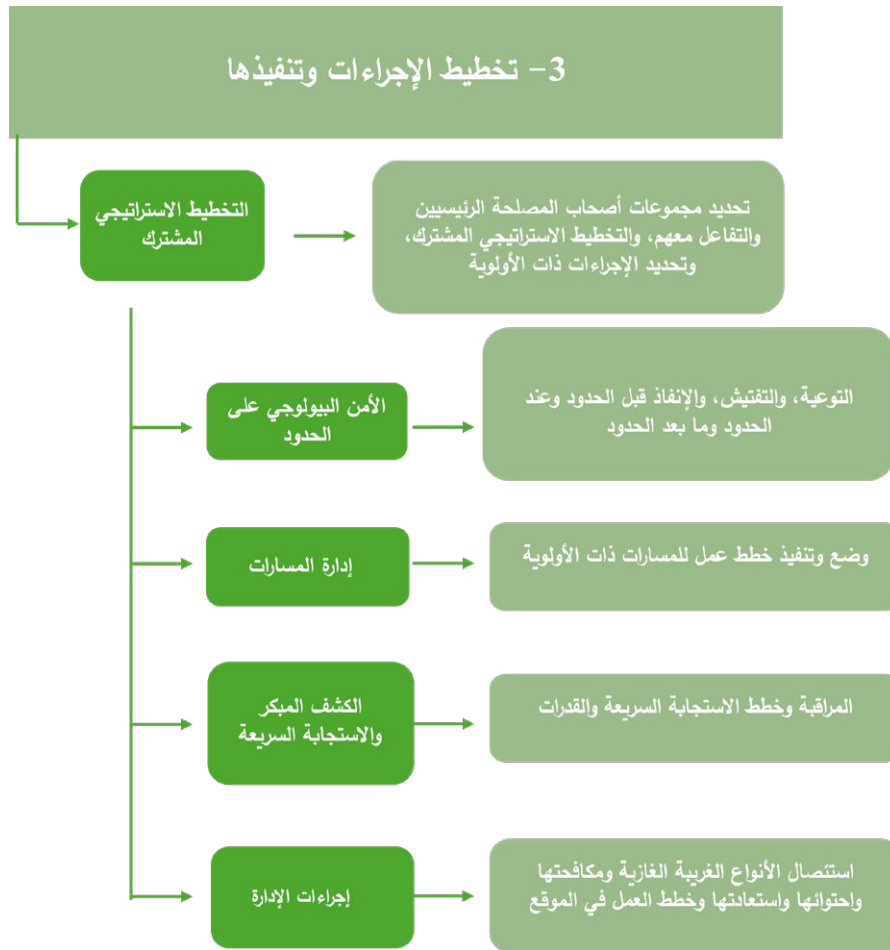 3- تخطيط الإجراءات وتنفيذها
التخطيط الاستراتيجي
المشترك
تحديد مجموعات أصحاب المصلحة الرئيسيين
والتفاعل معهم، والتخطيط الاستراتيجي المشترك،
وتحديد الإجراءات ذات الأولوية
الأمن البيولوجي على
الحدود
التوعية، والتفتيش، والإنفاذ قبل الحدود وعند
الحدود وما بعد الحدود
إدارة المسارات
وضع وتنفيذ خطط عمل للمسارات ذات الأولوية
الكشف المبكر
والاستجابة السريعة
المراقبة وخطط الاستجابة السريعة والقدرات
إجراءات الإدارة
استئصال الأنواع الغريبة الغازية ومكافحتها
واحتوائها واستعادتها وخطط العمل في الموقع